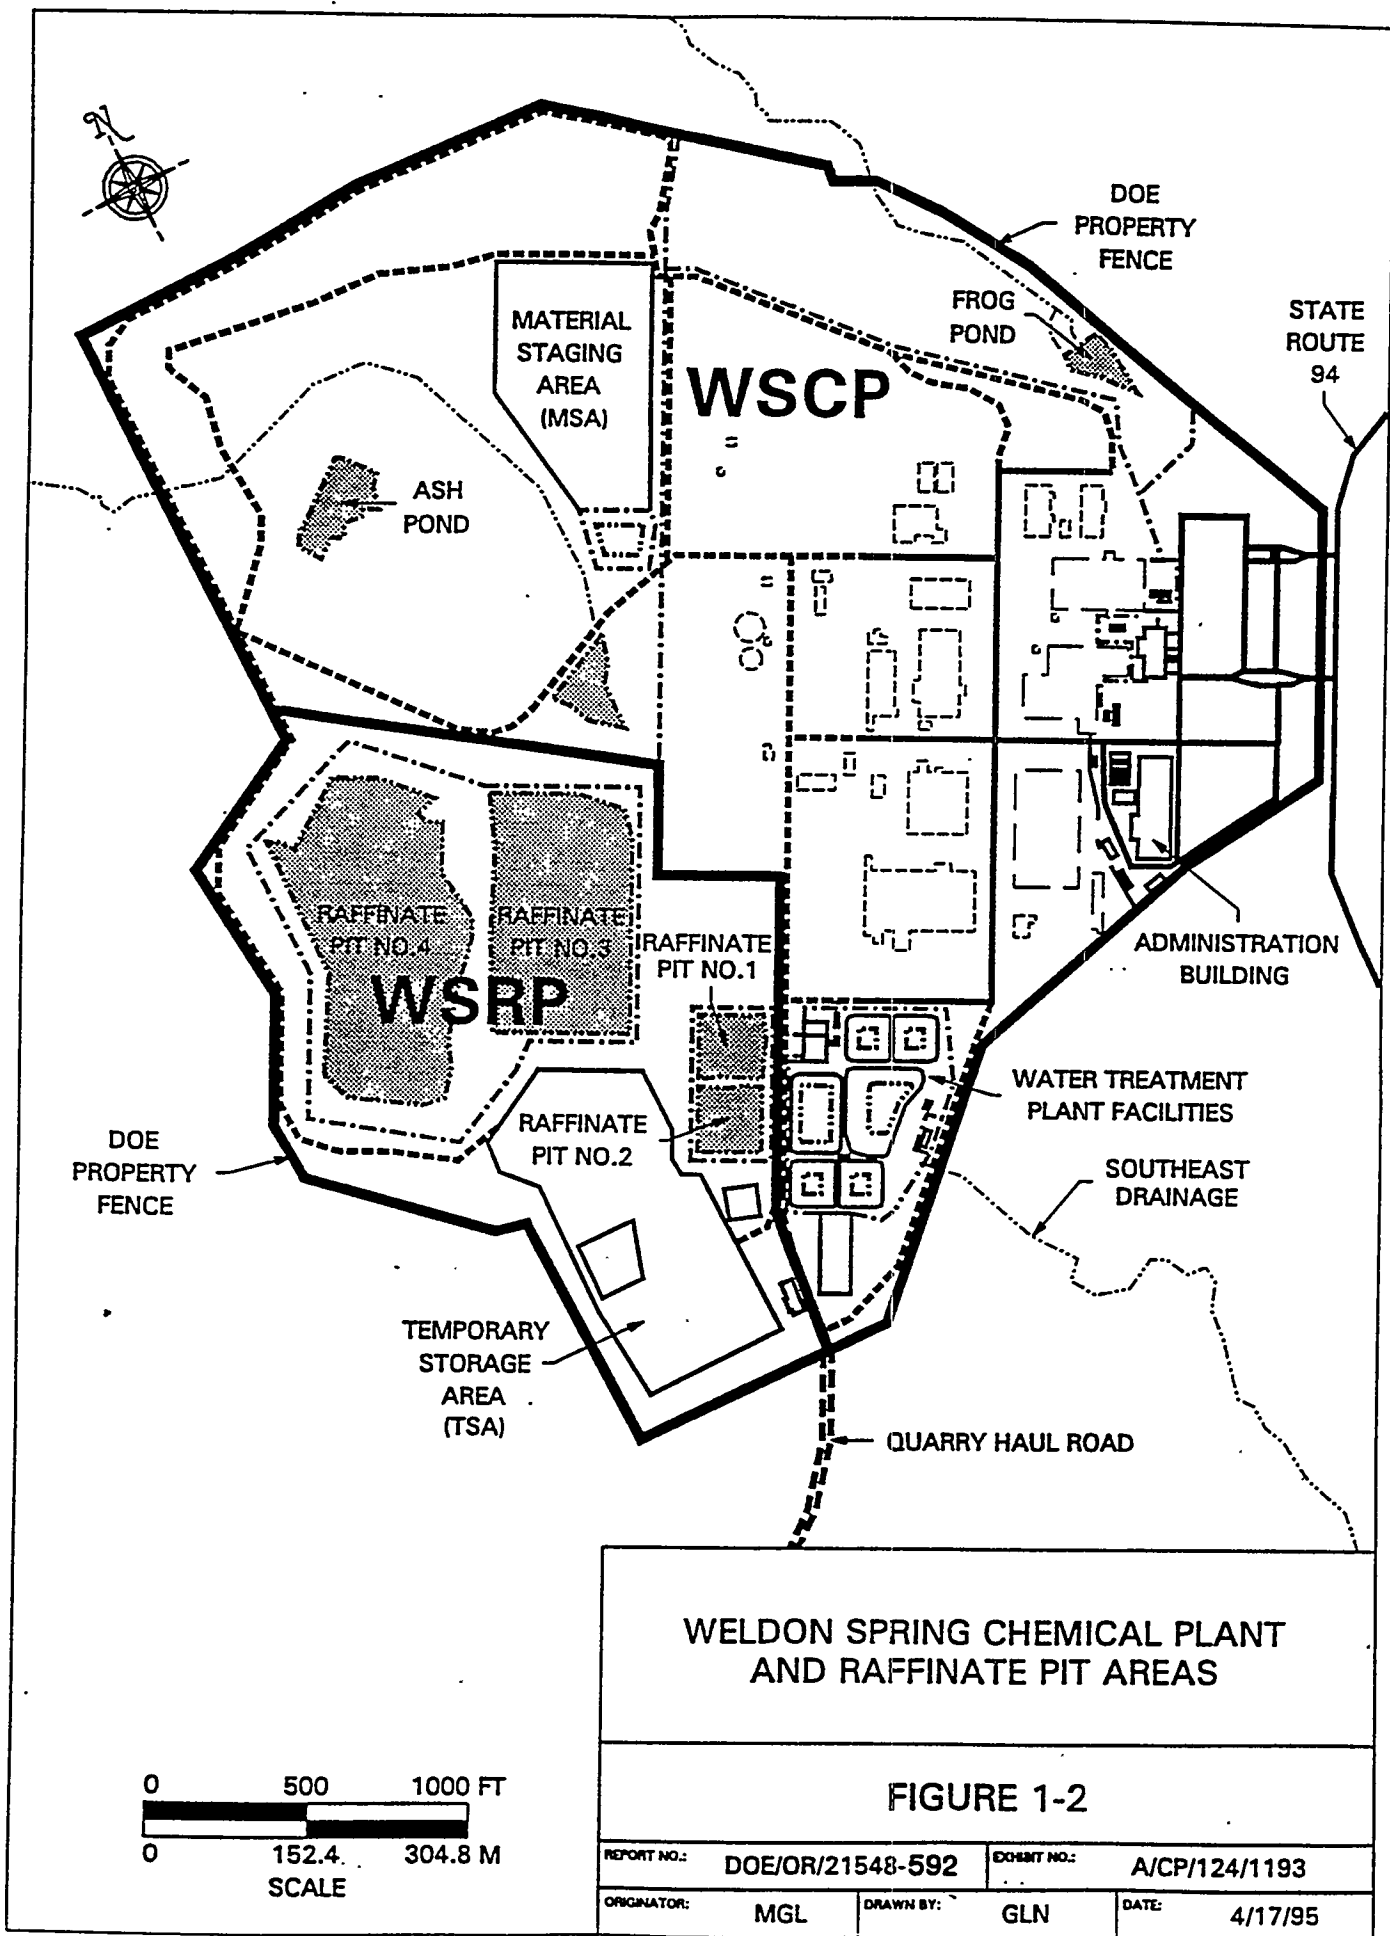 N
DOE
PROPERTY
FENCE
FROG
POND
STATE
ROUTE
94
MATERIAL
STAGING
AREA
(MSA)
WSCP
ASH
POND
RAFFINATE
PIT NO.4
RAFFINATE
PIT NO.3
RAFFINATE
PIT NO.1
WSRP
ADMINISTRATION
BUILDING
WATER TREATMENT
PLANT FACILITIES
RAFFINATE
PIT NO.2
DOE
PROPERTY
FENCE
SOUTHEAST
DRAINAGE
TEMPORARY
STORAGE
AREA
(TSA)
QUARRY HAUL ROAD
WELDON SPRING CHEMICAL PLANT
AND RAFFINATE PIT AREAS
FIGURE 1-2
0 500 1000 FT
0 152.4 304.8 M
SCALE
REPORT NO.: DOE/OR/21548-592 EXHIBIT NO.: A/CP/124/1193
ORIGINATOR: MGL DRAWN BY: GLN DATE: 4/17/95